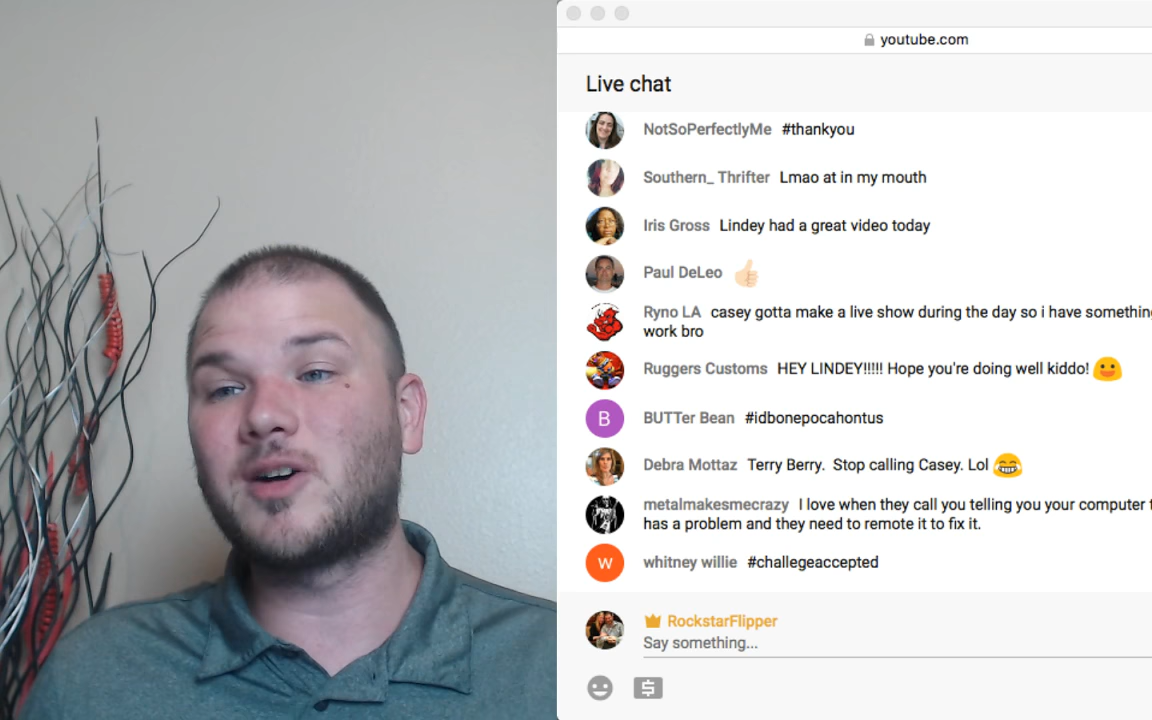 youtube.com
Live chat
NotSoPerfectlyMe #thankyou
Southern_ Thrifter Lmao at in my mouth
Iris Gross Lindey had a great video today
Paul DeLeo
Ryno LA casey gotta make a live show during the day so i have something
work bro
Ruggers Customs HEY LINDEY!!!!! Hope you're doing well kiddo!
B
BUTTer Bean #idbonepocahontus
Debra Mottaz Terry Berry. Stop calling Casey. Lol
metalmakesmecrazy I love when they call you telling you your computer
has a problem and they need to remote it to fix it.
w
whitney willie #challegeaccepted
RockstarFlipper
Say something...
$